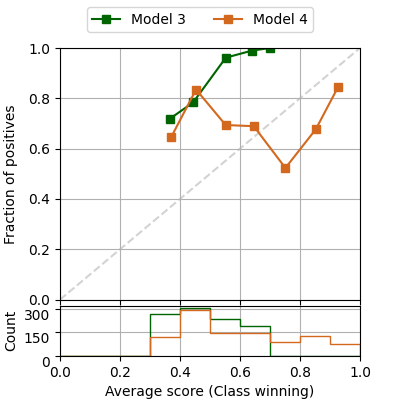 Model 3 Model 4
1.0
0.8
0.6
0.4
0.2
0.0
Fraction of positives
300
150
0
Count
0.0 0.2 0.4 0.6 0.8 1.0
Average score (Class winning)